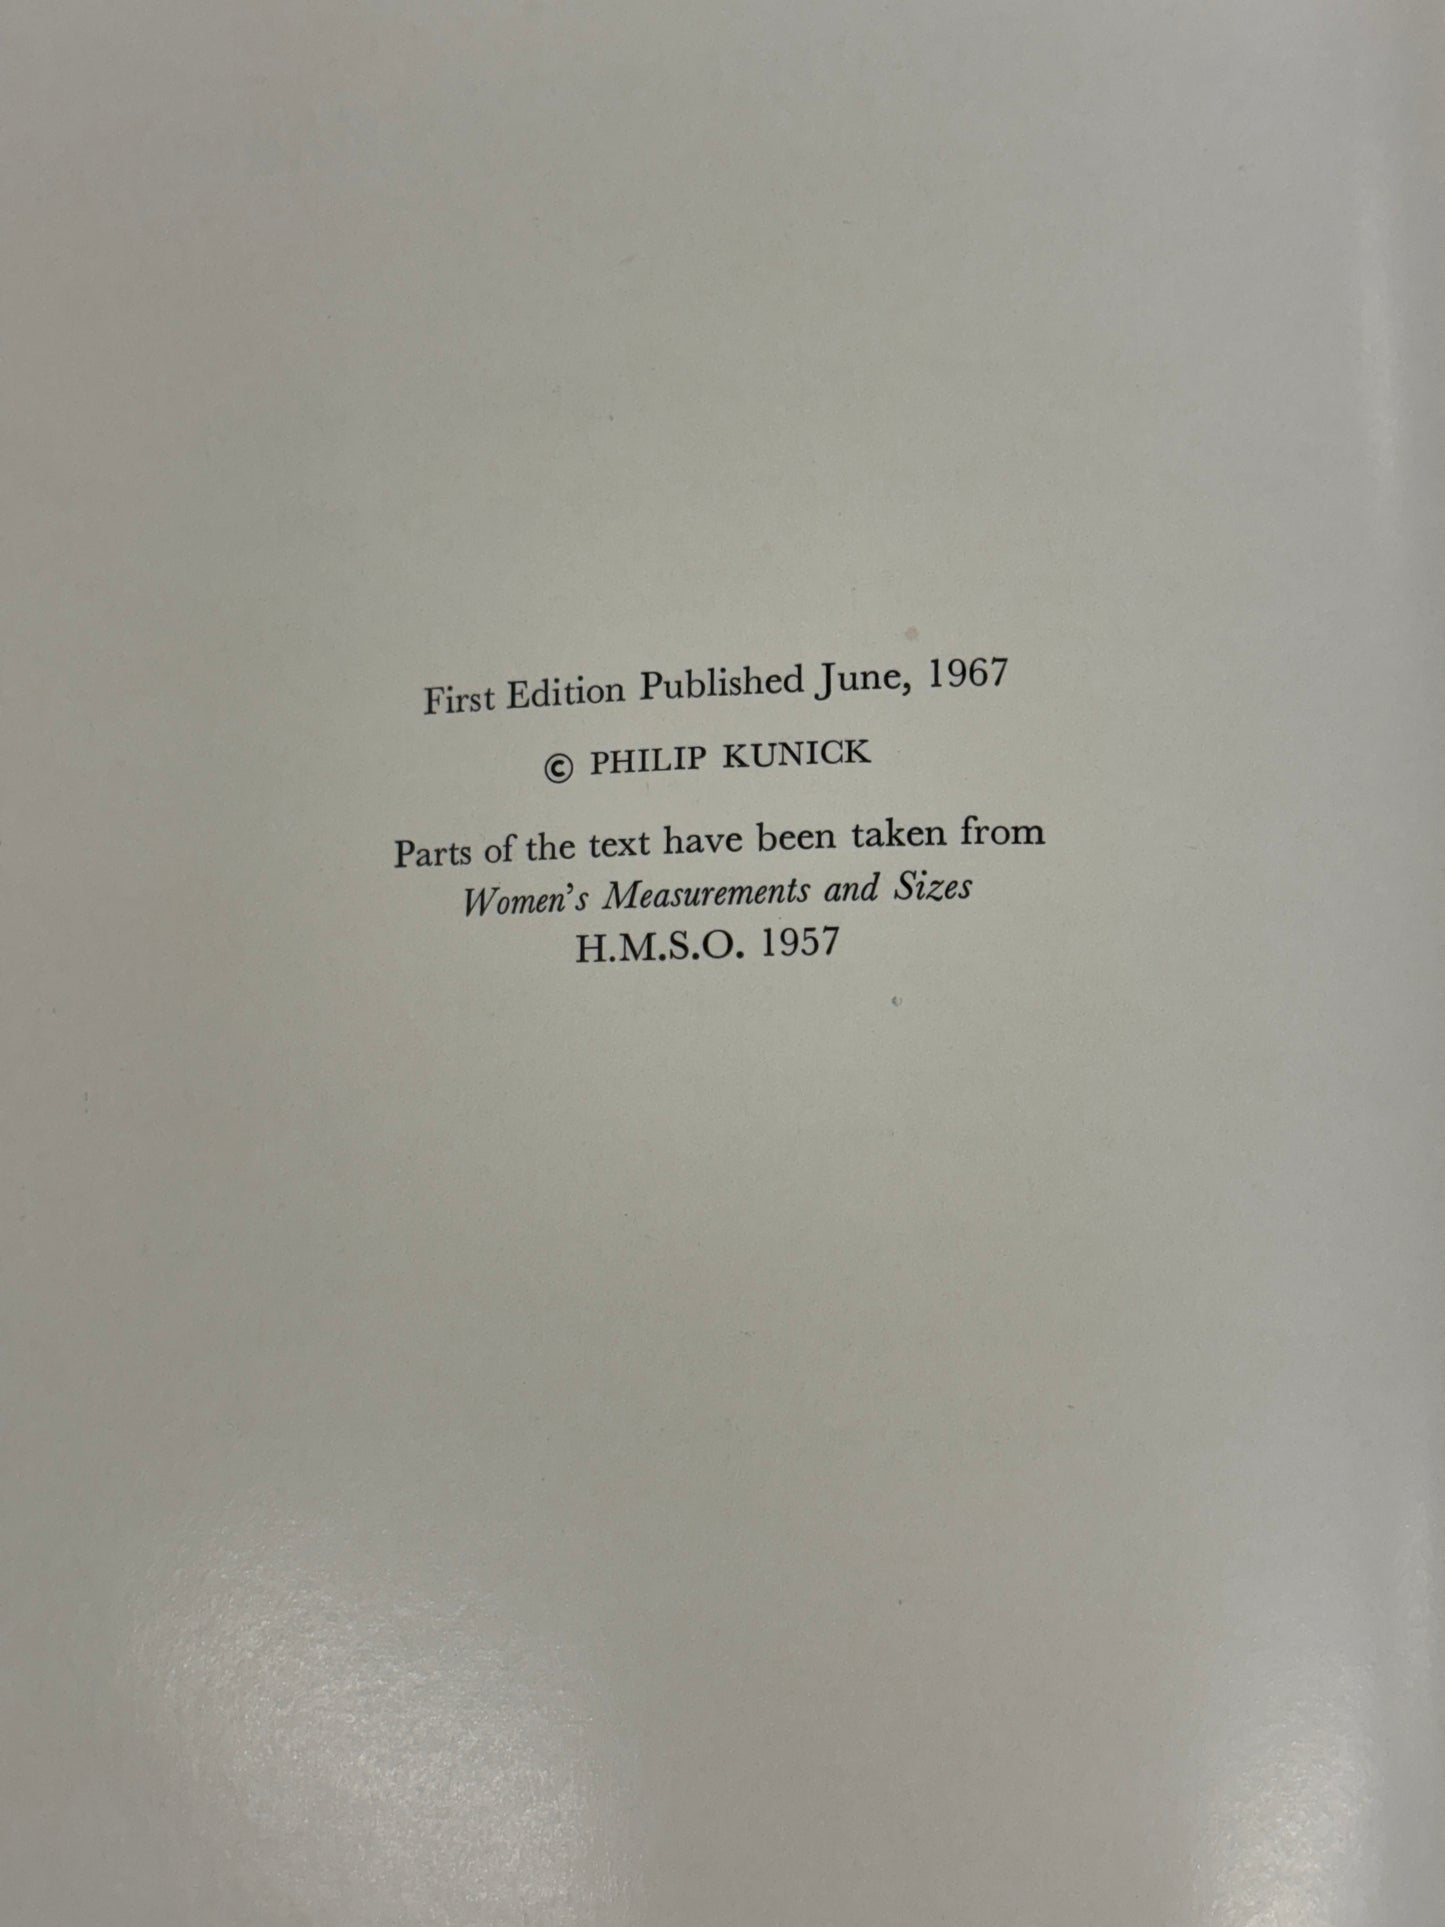 First Edition Published June, 1967
© PHILIP KUNICK
Parts of the text have been taken from
Women's Measurements and Sizes
H.M.S.O. 1957